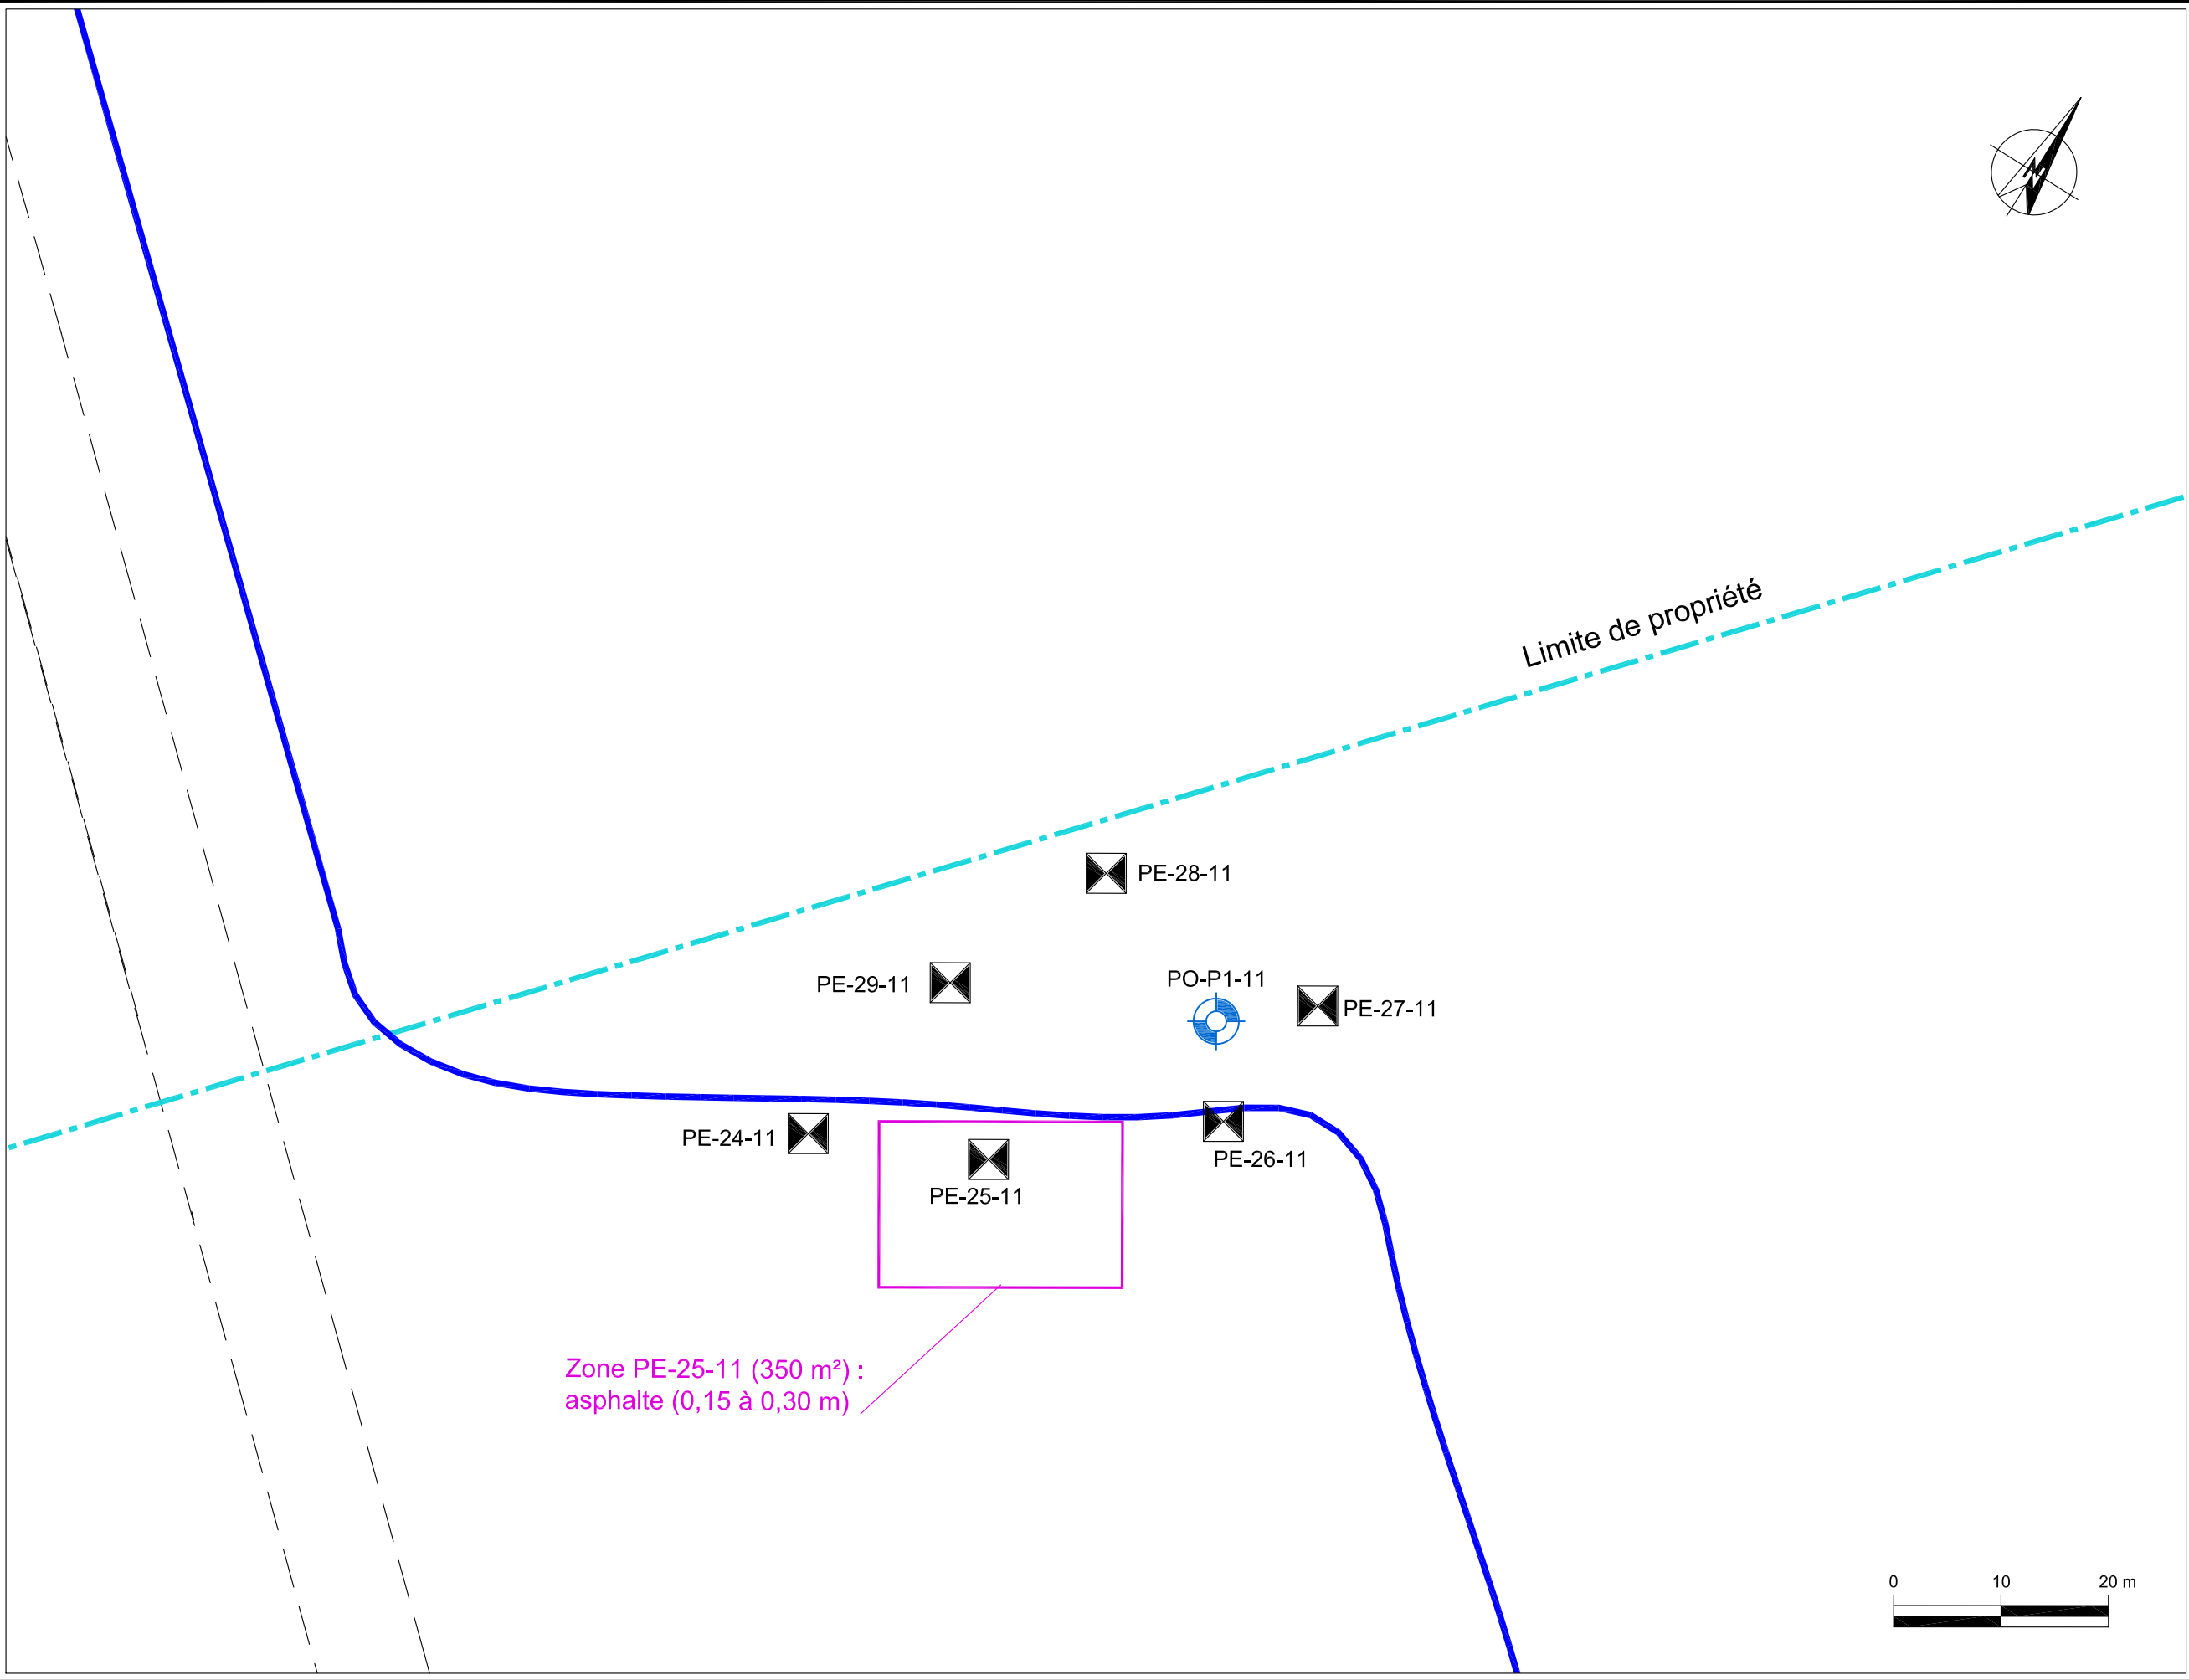 N
Limite de propriété
PE-28-11
PE-29-11
PO-P1-11
PE-27-11
PE-24-11
PE-26-11
PE-25-11
Zone PE-25-11 (350 m²) :
asphalte (0,15 à 0,30 m)
0 10 20 m